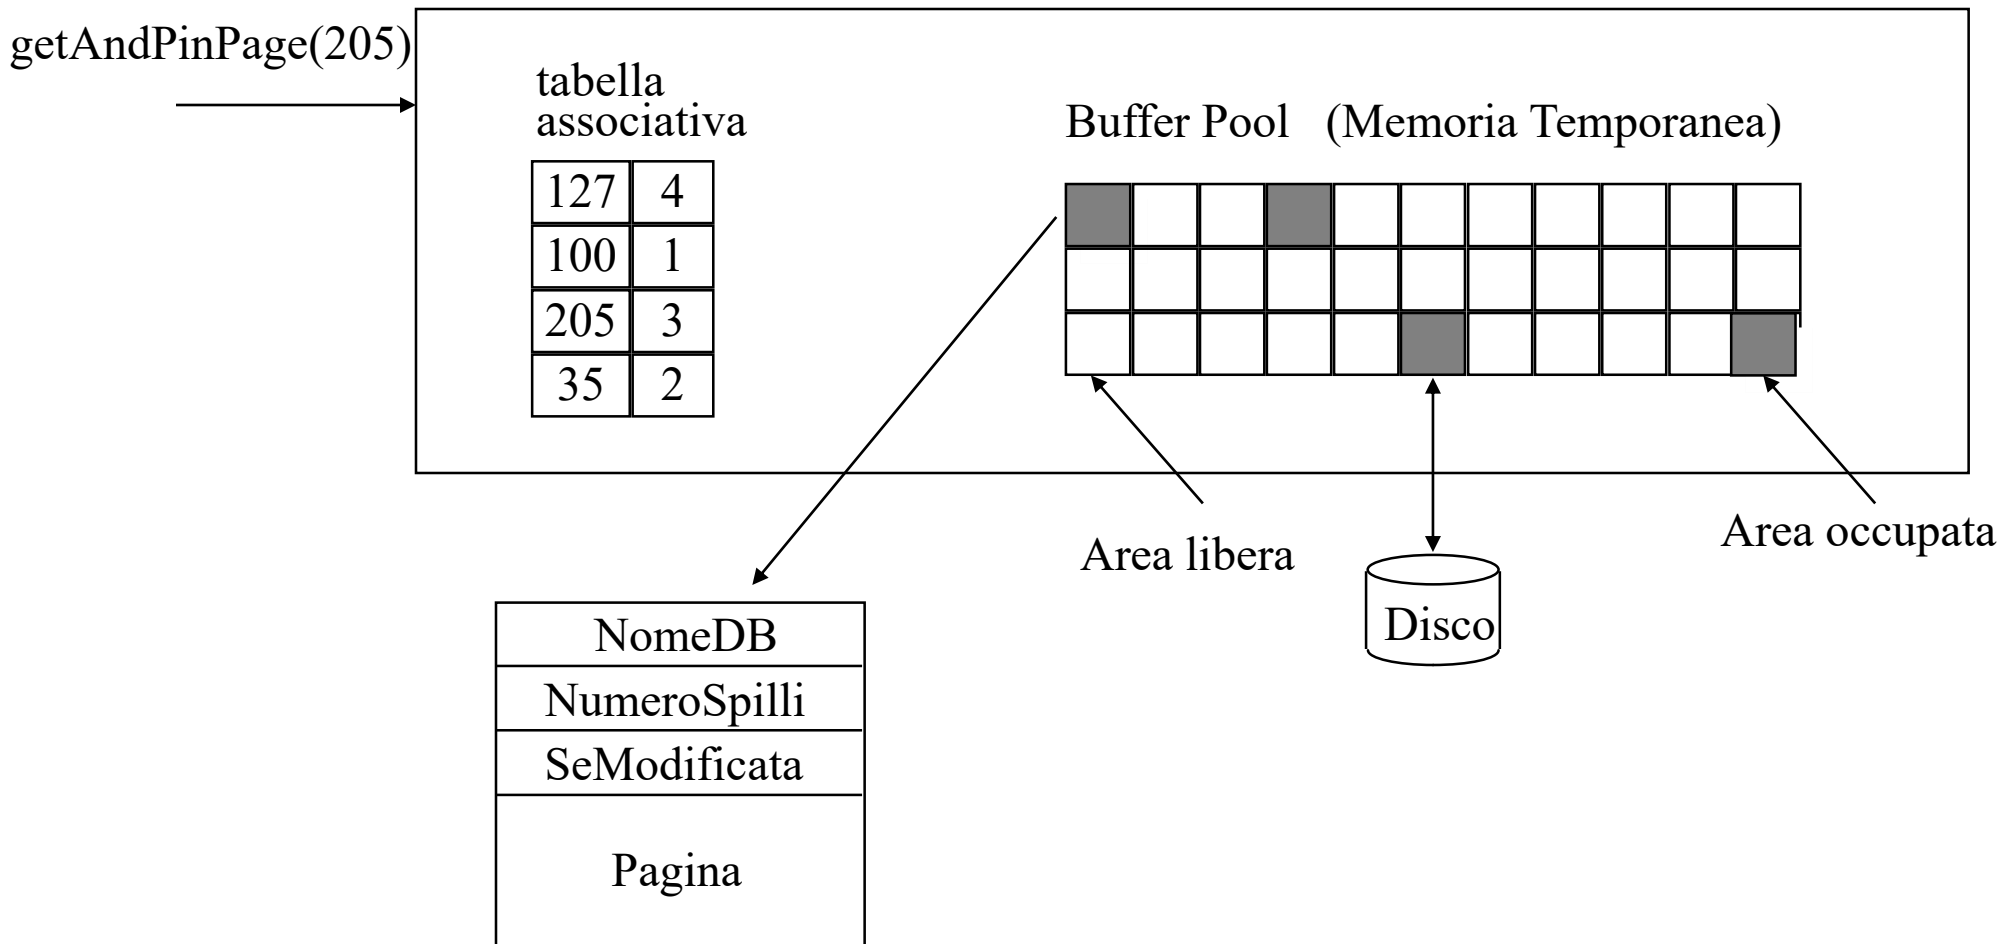 getAndPinPage(205)
tabella
associativa
Buffer Pool (Memoria Temporanea)
127 4
100 1
205 3
35 2
Area libera
Area occupata
Disco
NomeDB
NumeroSpilli
SeModificata
Pagina